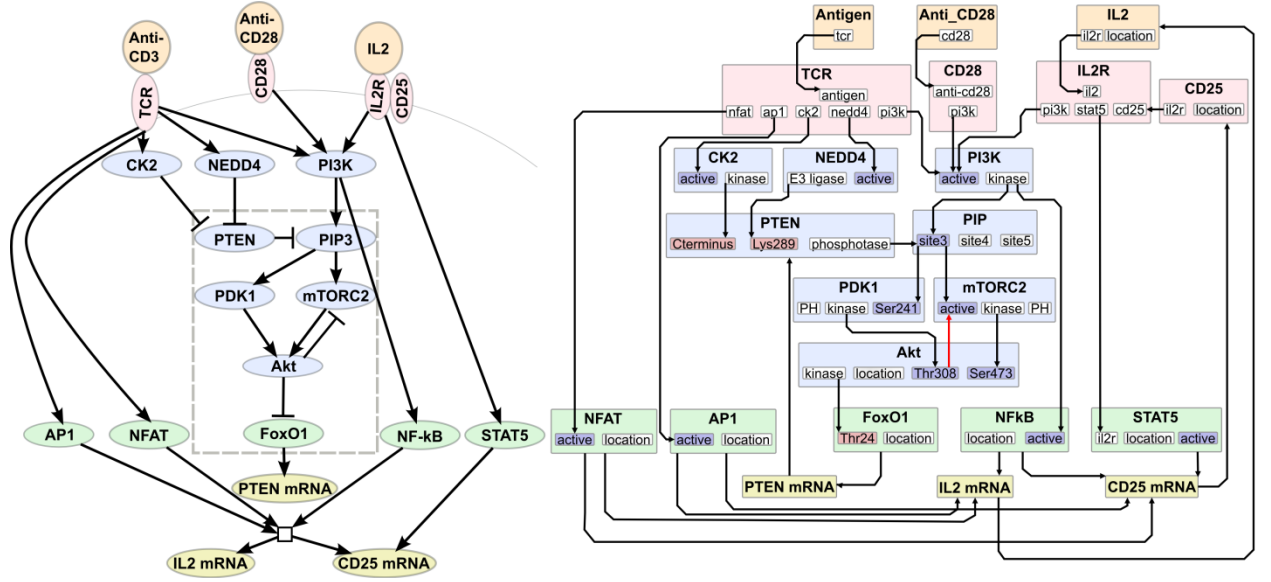 Anti-
CD3
Anti-
CD28
IL2
TCR
CD28
IL2R
CD25
CK2
NEDD4
PI3K
PTEN
PIP3
PDK1
mTORC2
Akt
AP1
NFAT
FoxO1
NF-kB
STAT5
PTEN mRNA
IL2 mRNA
CD25 mRNA
Antigen
tcr
Anti_CD28
cd28
IL2
il2r location
TCR
antigen
nfat ap1 ck2 nedd4 pi3k
CD28
anti-cd28
pi3k
IL2R
il2
pi3k stat5 cd25
CD25
il2r location
CK2
active kinase
NEDD4
E3 ligase active
PI3K
active kinase
PTEN
Cterminus Lys289 phosphotase
PIP
site3 site4 site5
PDK1
PH kinase Ser241
mTORC2
active kinase PH
Akt
kinase location Thr308 Ser473
NFAT
active location
AP1
active location
FoxO1
Thr24 location
NFkB
location active
STAT5
il2r location active
PTEN mRNA
IL2 mRNA
CD25 mRNA